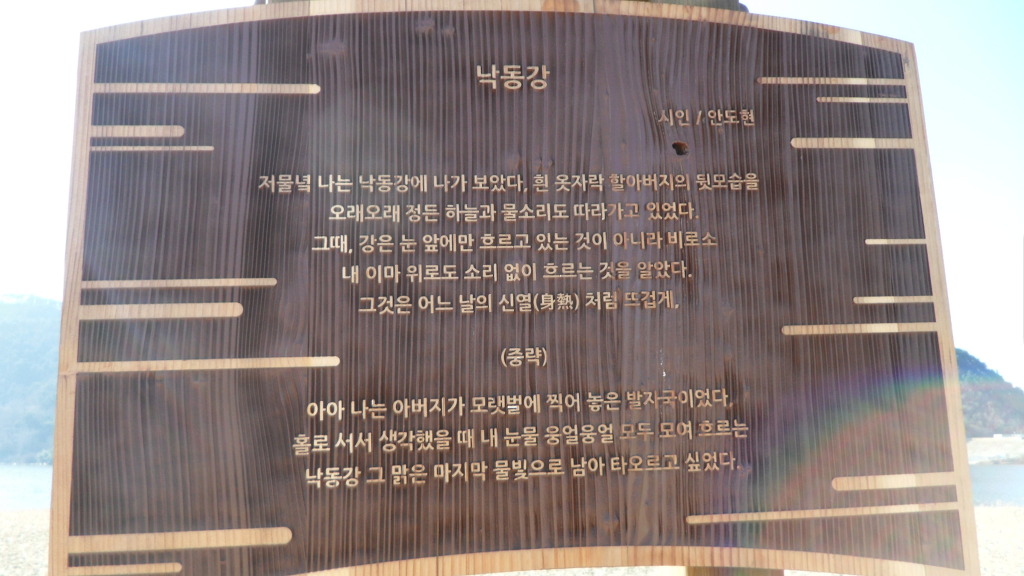 낙동강
시인 / 안도현
저물녘 나는 낙동강에 나가 보았다, 흰 옷자락 할아버지의 뒷모습을
오래오래 정든 하늘과 물소리도 따라가고 있었다.
그때, 강은 눈 앞에만 흐르고 있는 것이 아니라 비로소
내 이마 위로도 소리 없이 흐르는 것을 알았다.
그것은 어느 날의 신열(身熱) 처럼 뜨겁게,
(중략)
아아 나는 아버지가 모랫벌에 찍어 놓은 발자국이었다,
홀로 서서 생각했을 때 내 눈물 웅얼웅얼 모두 모여 흐르는
낙동강 그 맑은 마지막 물빛으로 남아 타오르고 싶었다.